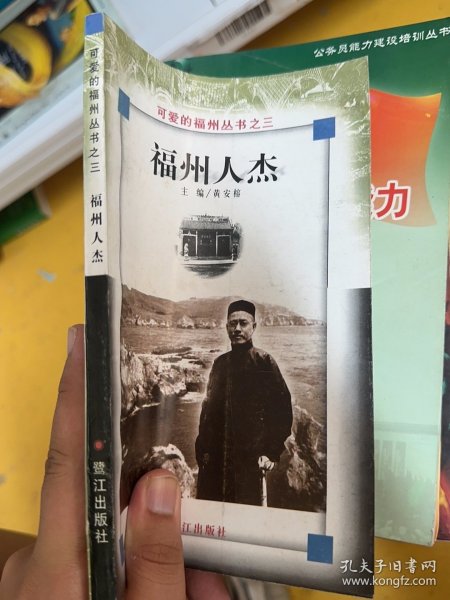 可爱的福州丛书之三
福州人杰
鹭江出版社
可爱的福州丛书之三
福州人杰
主 编/黄安榕
江出版社
公务员能力建设培训丛书
力
孔夫子旧书网
www.kongfz.com